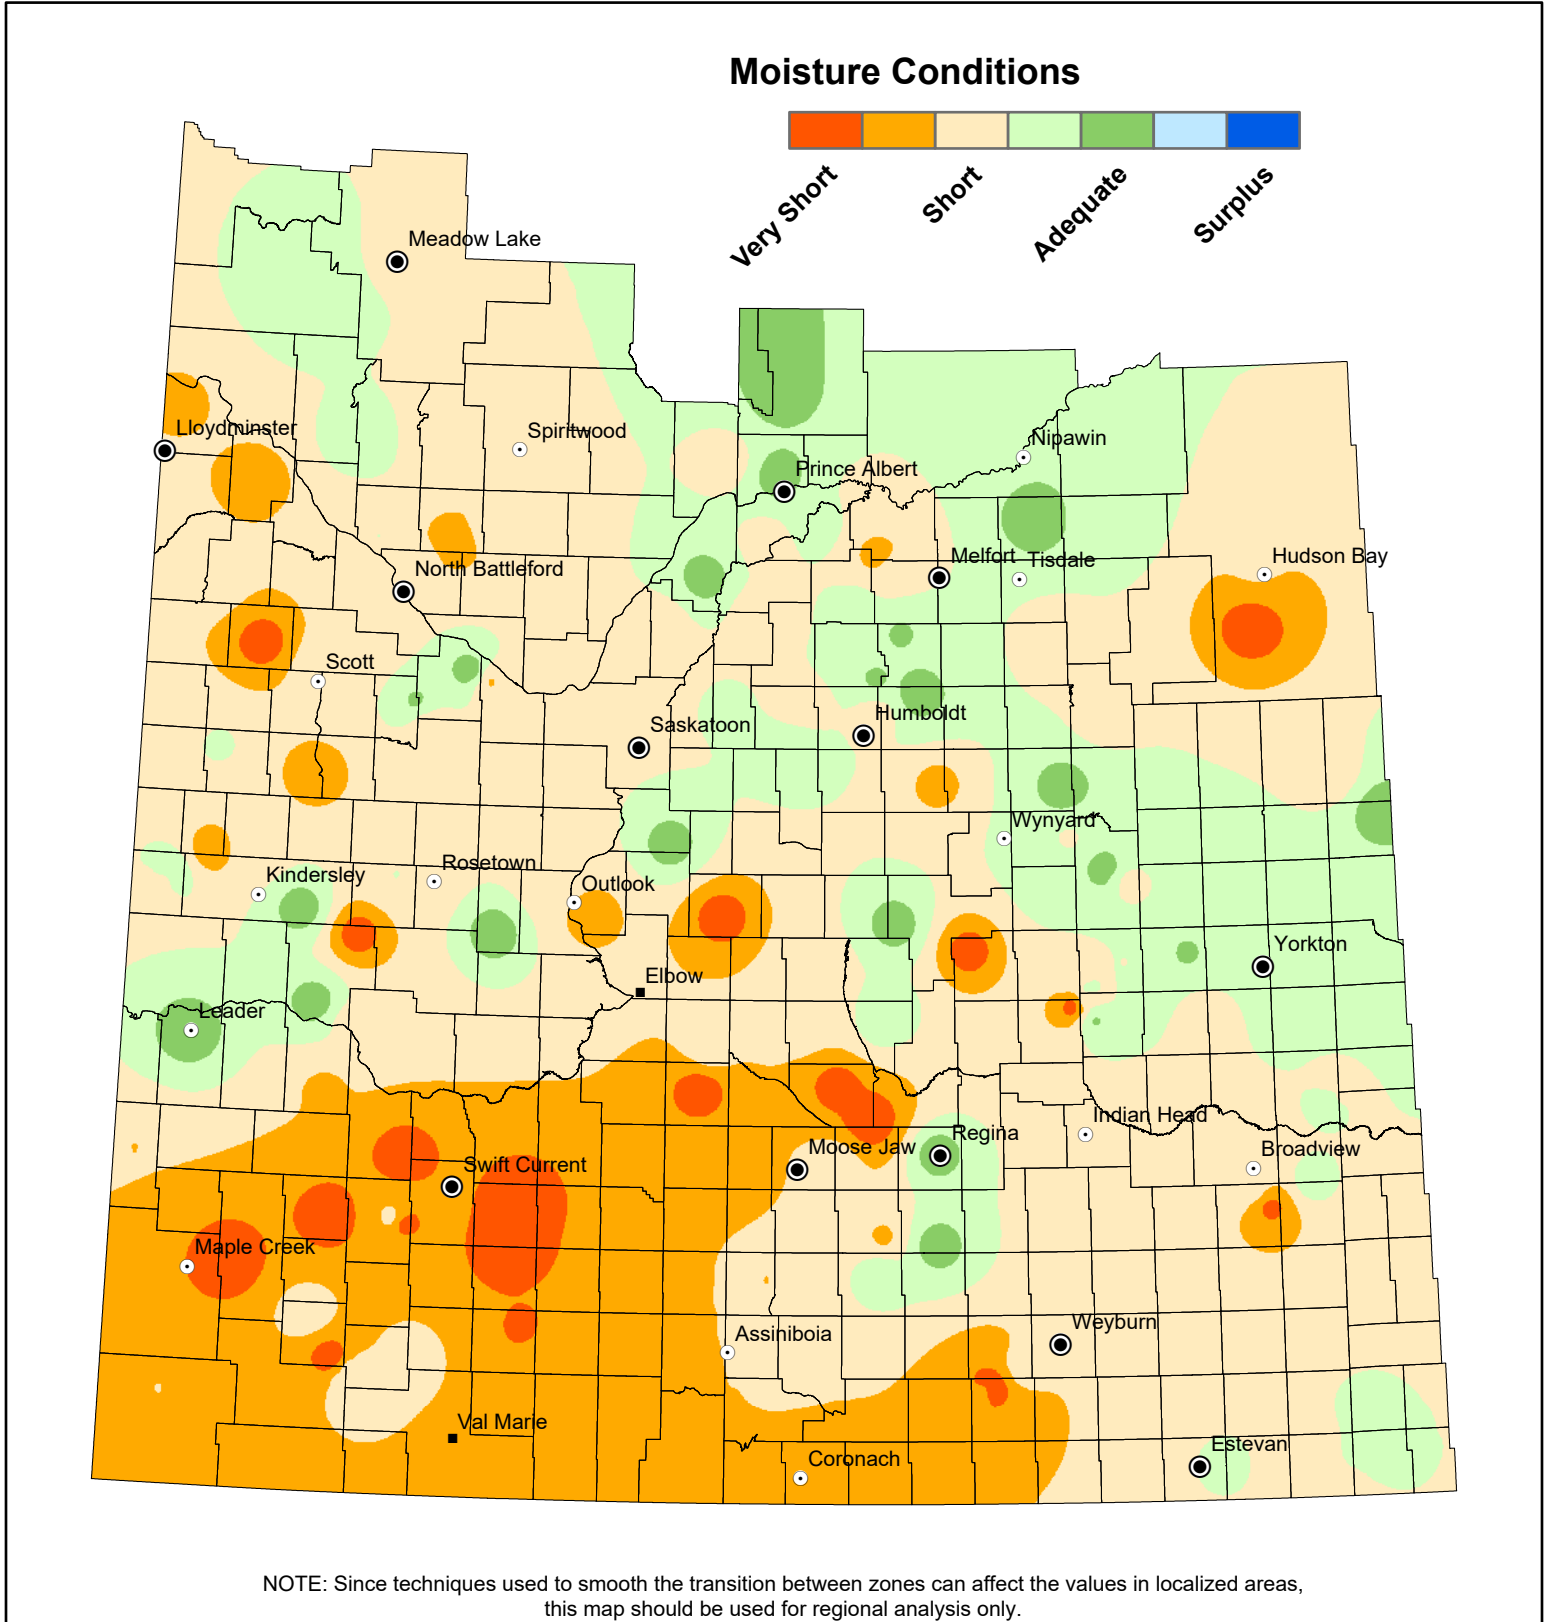 Moisture Conditions
Very Short
Short
Adequate
Surplus
Meadow Lake
Lloydminster
Spiritwood
Nipawin
Prince Albert
Hudson Bay
Melfort
Tisdale
North Battleford
Scott
Humboldt
Saskatoon
Wynyard
Rosetown
Kindersley
Outlook
Yorkton
Elbow
Leader
Indian Head
Regina
Moose Jaw
Broadview
Swift Current
Maple Creek
Weyburn
Assiniboia
Val Marie
Estevan
Coronach
NOTE: Since techniques used to smooth the transition between zones can affect the values in localized areas,
this map should be used for regional analysis only.